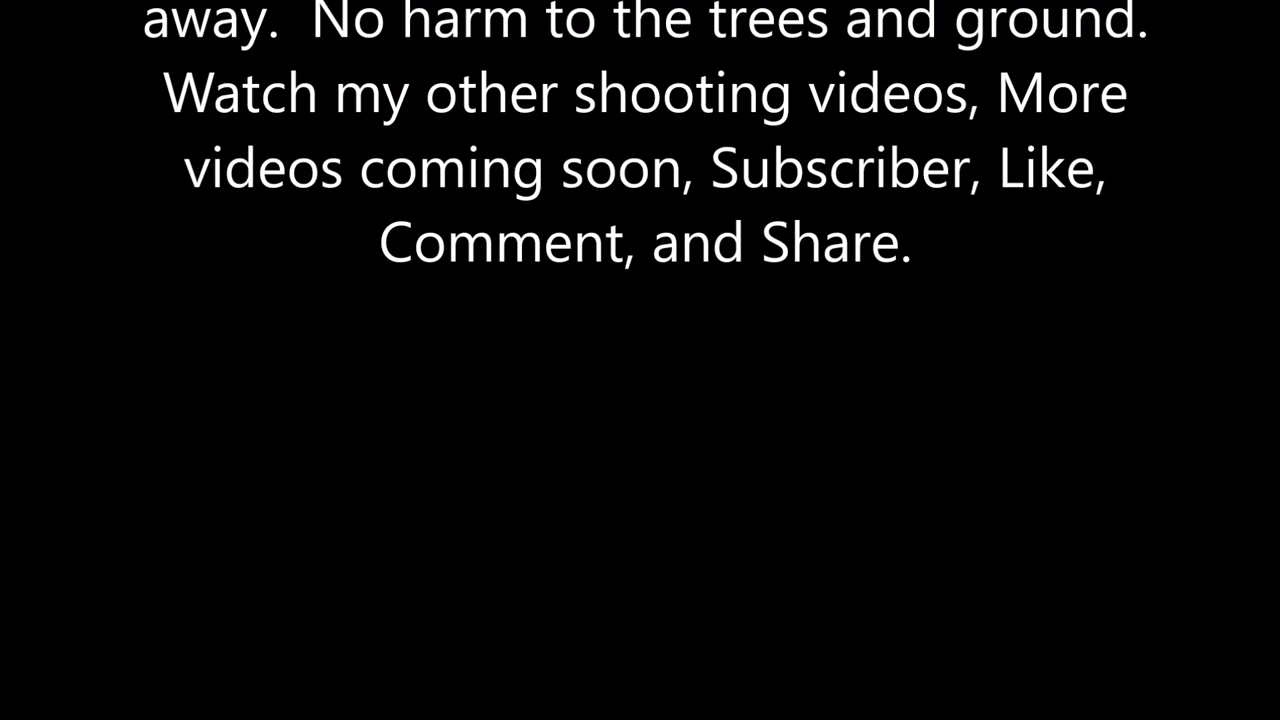 away.  No harm to the trees and ground.
Watch my other shooting videos, More
videos coming soon, Subscriber, Like,
Comment, and Share.